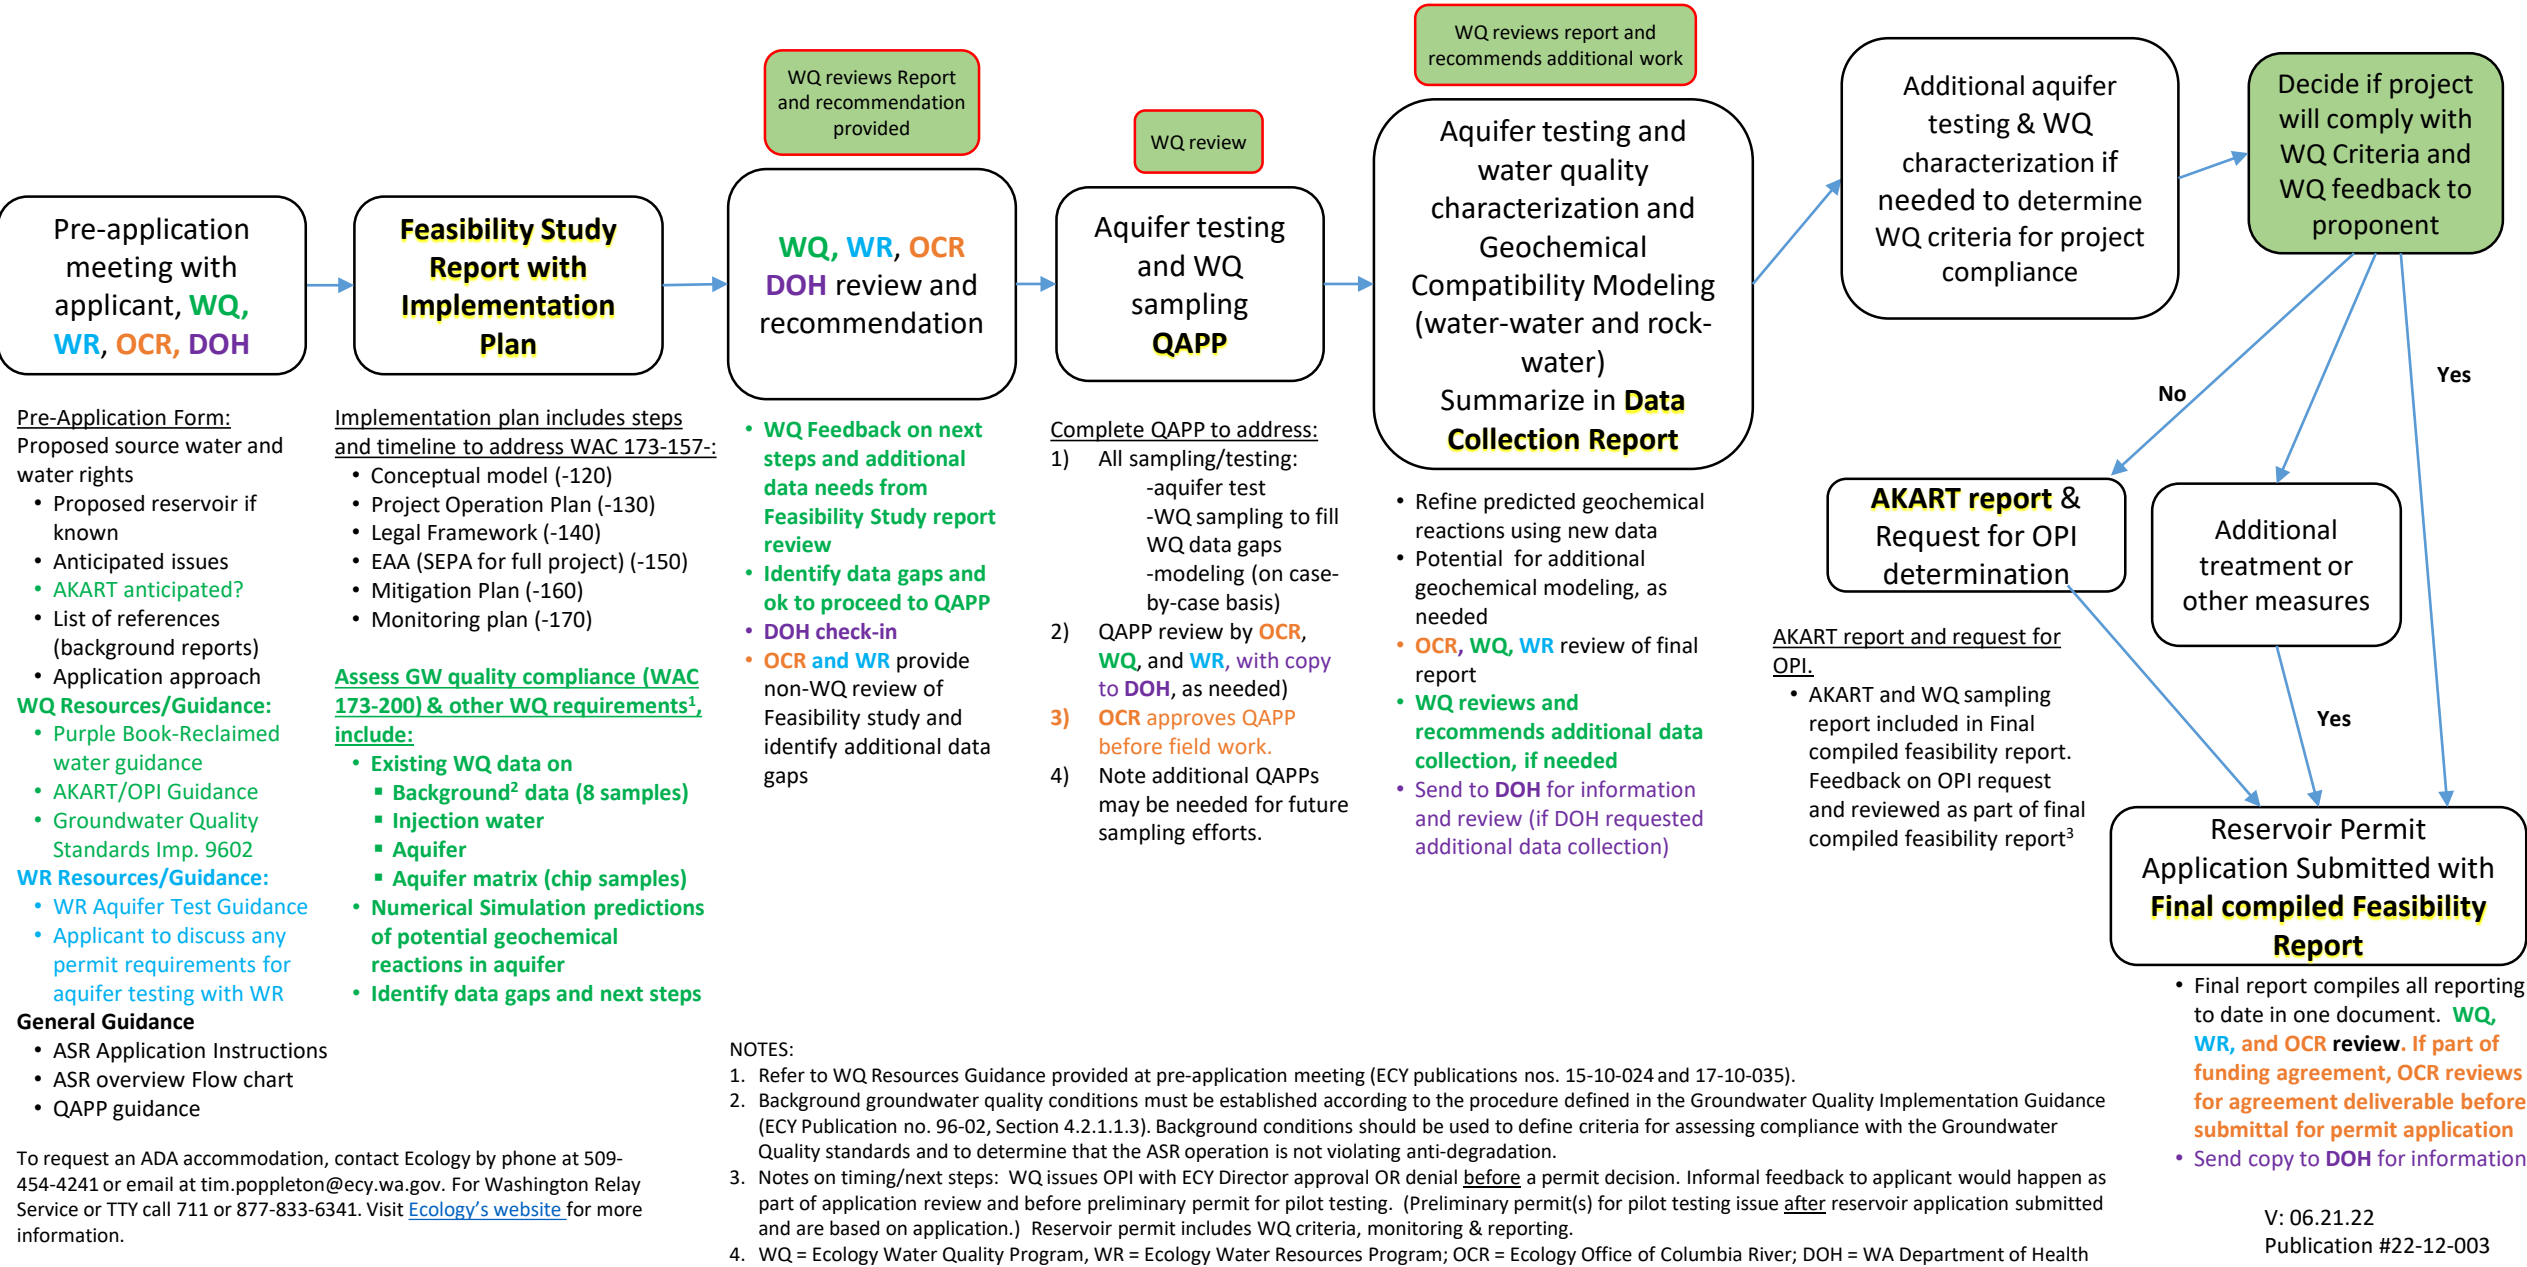 WQ reviews Report
and recommendation
provided
WQ review
WQ reviews report and
recommends additional work
Pre-application
meeting with
applicant, WQ,
WR, OCR, DOH
Feasibility Study
Report with
Implementation
Plan
WQ, WR, OCR
DOH review and
recommendation
Aquifer testing
and WQ
sampling
QAPP
Aquifer testing and
water quality
characterization and
Geochemical
Compatibility Modeling
(water-water and rock-
water)
Summarize in Data
Collection Report
Additional aquifer
testing & WQ
characterization if
needed to determine
WQ criteria for project
compliance
Decide if project
will comply with
WQ Criteria and
WQ feedback to
proponent
No
Yes
AKART report &
Request for OPI
determination
Additional
treatment or
other measures
Yes
Reservoir Permit
Application Submitted with
Final compiled Feasibility
Report
Pre-Application Form:
Proposed source water and
water rights
• Proposed reservoir if
known
• Anticipated issues
• AKART anticipated?
• List of references
(background reports)
• Application approach
WQ Resources/Guidance:
• Purple Book-Reclaimed
water guidance
• AKART/OPI Guidance
• Groundwater Quality
Standards Imp. 9602
WR Resources/Guidance:
• WR Aquifer Test Guidance
• Applicant to discuss any
permit requirements for
aquifer testing with WR
General Guidance
• ASR Application Instructions
• ASR overview Flow chart
• QAPP guidance
To request an ADA accommodation, contact Ecology by phone at 509-
454-4241 or email at tim.poppleton@ecy.wa.gov. For Washington Relay
Service or TTY call 711 or 877-833-6341. Visit Ecology's website for more
information.
Implementation plan includes steps
and timeline to address WAC 173-157-:
• Conceptual model (-120)
• Project Operation Plan (-130)
• Legal Framework (-140)
• EAA (SEPA for full project) (-150)
• Mitigation Plan (-160)
• Monitoring plan (-170)
Assess GW quality compliance (WAC
173-200) & other WQ requirements¹,
include:
• Existing WQ data on
▪ Background² data (8 samples)
▪ Injection water
▪ Aquifer
▪ Aquifer matrix (chip samples)
• Numerical Simulation predictions
of potential geochemical
reactions in aquifer
• Identify data gaps and next steps
• WQ Feedback on next
steps and additional
data needs from
Feasibility Study report
review
• Identify data gaps and
ok to proceed to QAPP
• DOH check-in
• OCR and WR provide
non-WQ review of
Feasibility study and
identify additional data
gaps
Complete QAPP to address:
1) All sampling/testing:
-aquifer test
-WQ sampling to fill
WQ data gaps
-modeling (on case-
by-case basis)
2) QAPP review by OCR,
WQ, and WR, with copy
to DOH, as needed)
3) OCR approves QAPP
before field work.
4) Note additional QAPPs
may be needed for future
sampling efforts.
• Refine predicted geochemical
reactions using new data
• Potential for additional
geochemical modeling, as
needed
• OCR, WQ, WR review of final
report
• WQ reviews and
recommends additional data
collection, if needed
• Send to DOH for information
and review (if DOH requested
additional data collection)
AKART report and request for
OPI.
• AKART and WQ sampling
report included in Final
compiled feasibility report.
Feedback on OPI request
and reviewed as part of final
compiled feasibility report³
• Final report compiles all reporting
to date in one document. WQ,
WR, and OCR review. If part of
funding agreement, OCR reviews
for agreement deliverable before
submittal for permit application
• Send copy to DOH for information
NOTES:
1. Refer to WQ Resources Guidance provided at pre-application meeting (ECY publications nos. 15-10-024 and 17-10-035).
2. Background groundwater quality conditions must be established according to the procedure defined in the Groundwater Quality Implementation Guidance
(ECY Publication no. 96-02, Section 4.2.1.1.3). Background conditions should be used to define criteria for assessing compliance with the Groundwater
Quality standards and to determine that the ASR operation is not violating anti-degradation.
3. Notes on timing/next steps: WQ issues OPI with ECY Director approval OR denial before a permit decision. Informal feedback to applicant would happen as
part of application review and before preliminary permit for pilot testing. (Preliminary permit(s) for pilot testing issue after reservoir application submitted
and are based on application.) Reservoir permit includes WQ criteria, monitoring & reporting.
4. WQ = Ecology Water Quality Program, WR = Ecology Water Resources Program; OCR = Ecology Office of Columbia River; DOH = WA Department of Health
V: 06.21.22
Publication #22-12-003